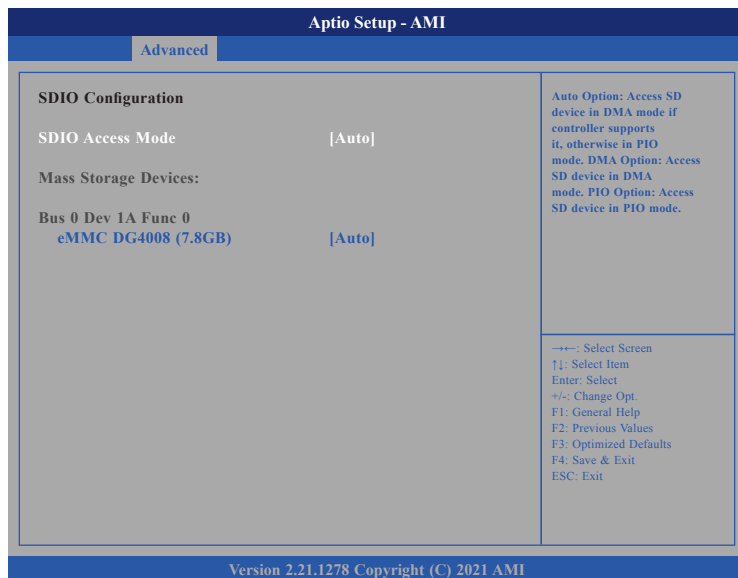 Aptio Setup - AMI
Advanced
SDIO Configuration
SDIO Access Mode [Auto]
Mass Storage Devices:
Bus 0 Dev 1A Func 0
eMMC DG4008 (7.8GB) [Auto]
Auto Option: Access SD
device in DMA mode if
controller supports
it, otherwise in PIO
mode. DMA Option: Access
SD device in DMA
mode. PIO Option: Access
SD device in PIO mode.
→←: Select Screen
↑↓: Select Item
Enter: Select
+/-: Change Opt.
F1: General Help
F2: Previous Values
F3: Optimized Defaults
F4: Save & Exit
ESC: Exit
Version 2.21.1278 Copyright (C) 2021 AMI